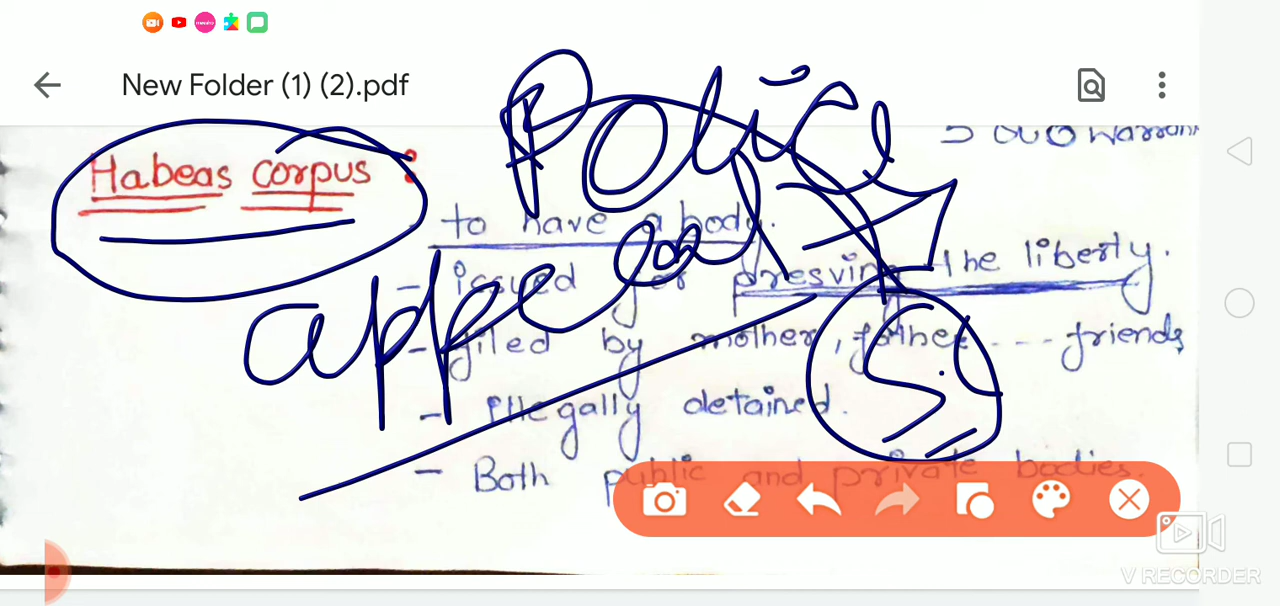 New Folder (1) (2).pdf
Police
Habeas corpus :
to have a body.
- issued for presving the liberty.
appeal
- filed by mother, father ... friends
S.C
- illegally detained.
- Both public and private bodies.
V RECORDER